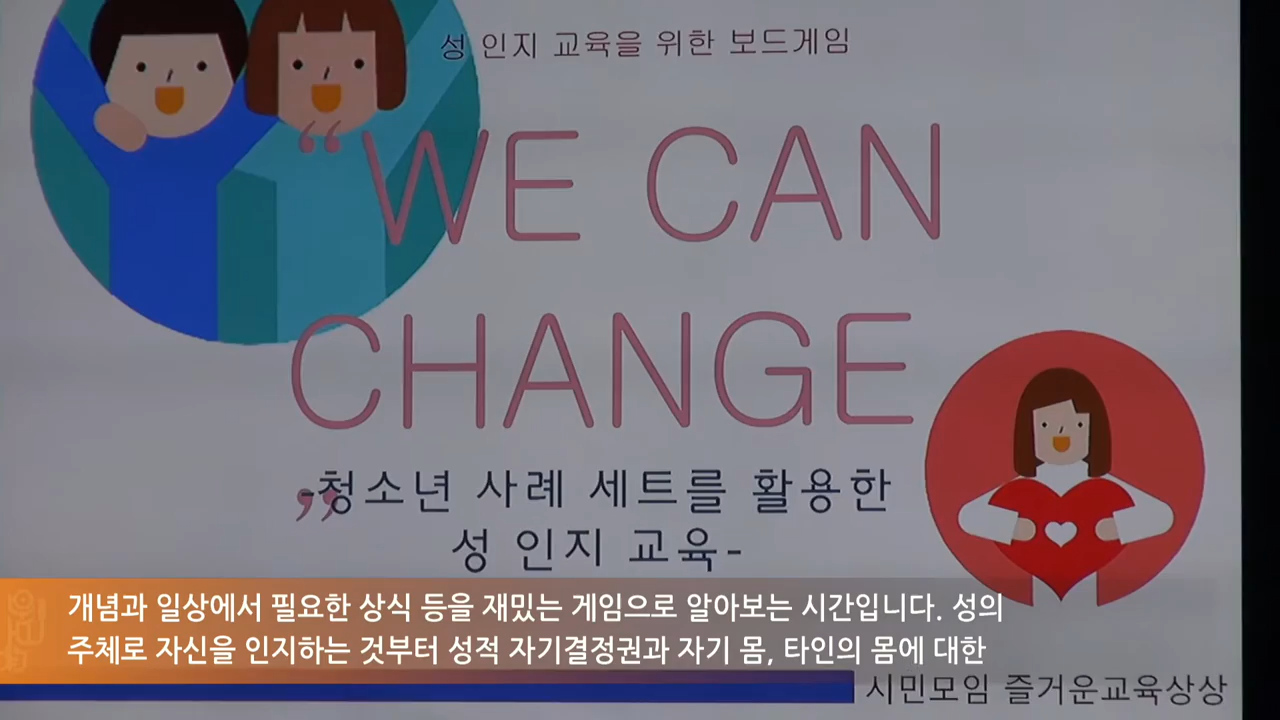 성 인지 교육을 위한 보드게임
“WE CAN
CHANGE
”
-청소년 사례 세트를 활용한
성 인지 교육-
개념과 일상에서 필요한 상식 등을 재밌는 게임으로 알아보는 시간입니다. 성의
주체로 자신을 인지하는 것부터 성적 자기결정권과 자기 몸, 타인의 몸에 대한
시민모임 즐거운교육상상